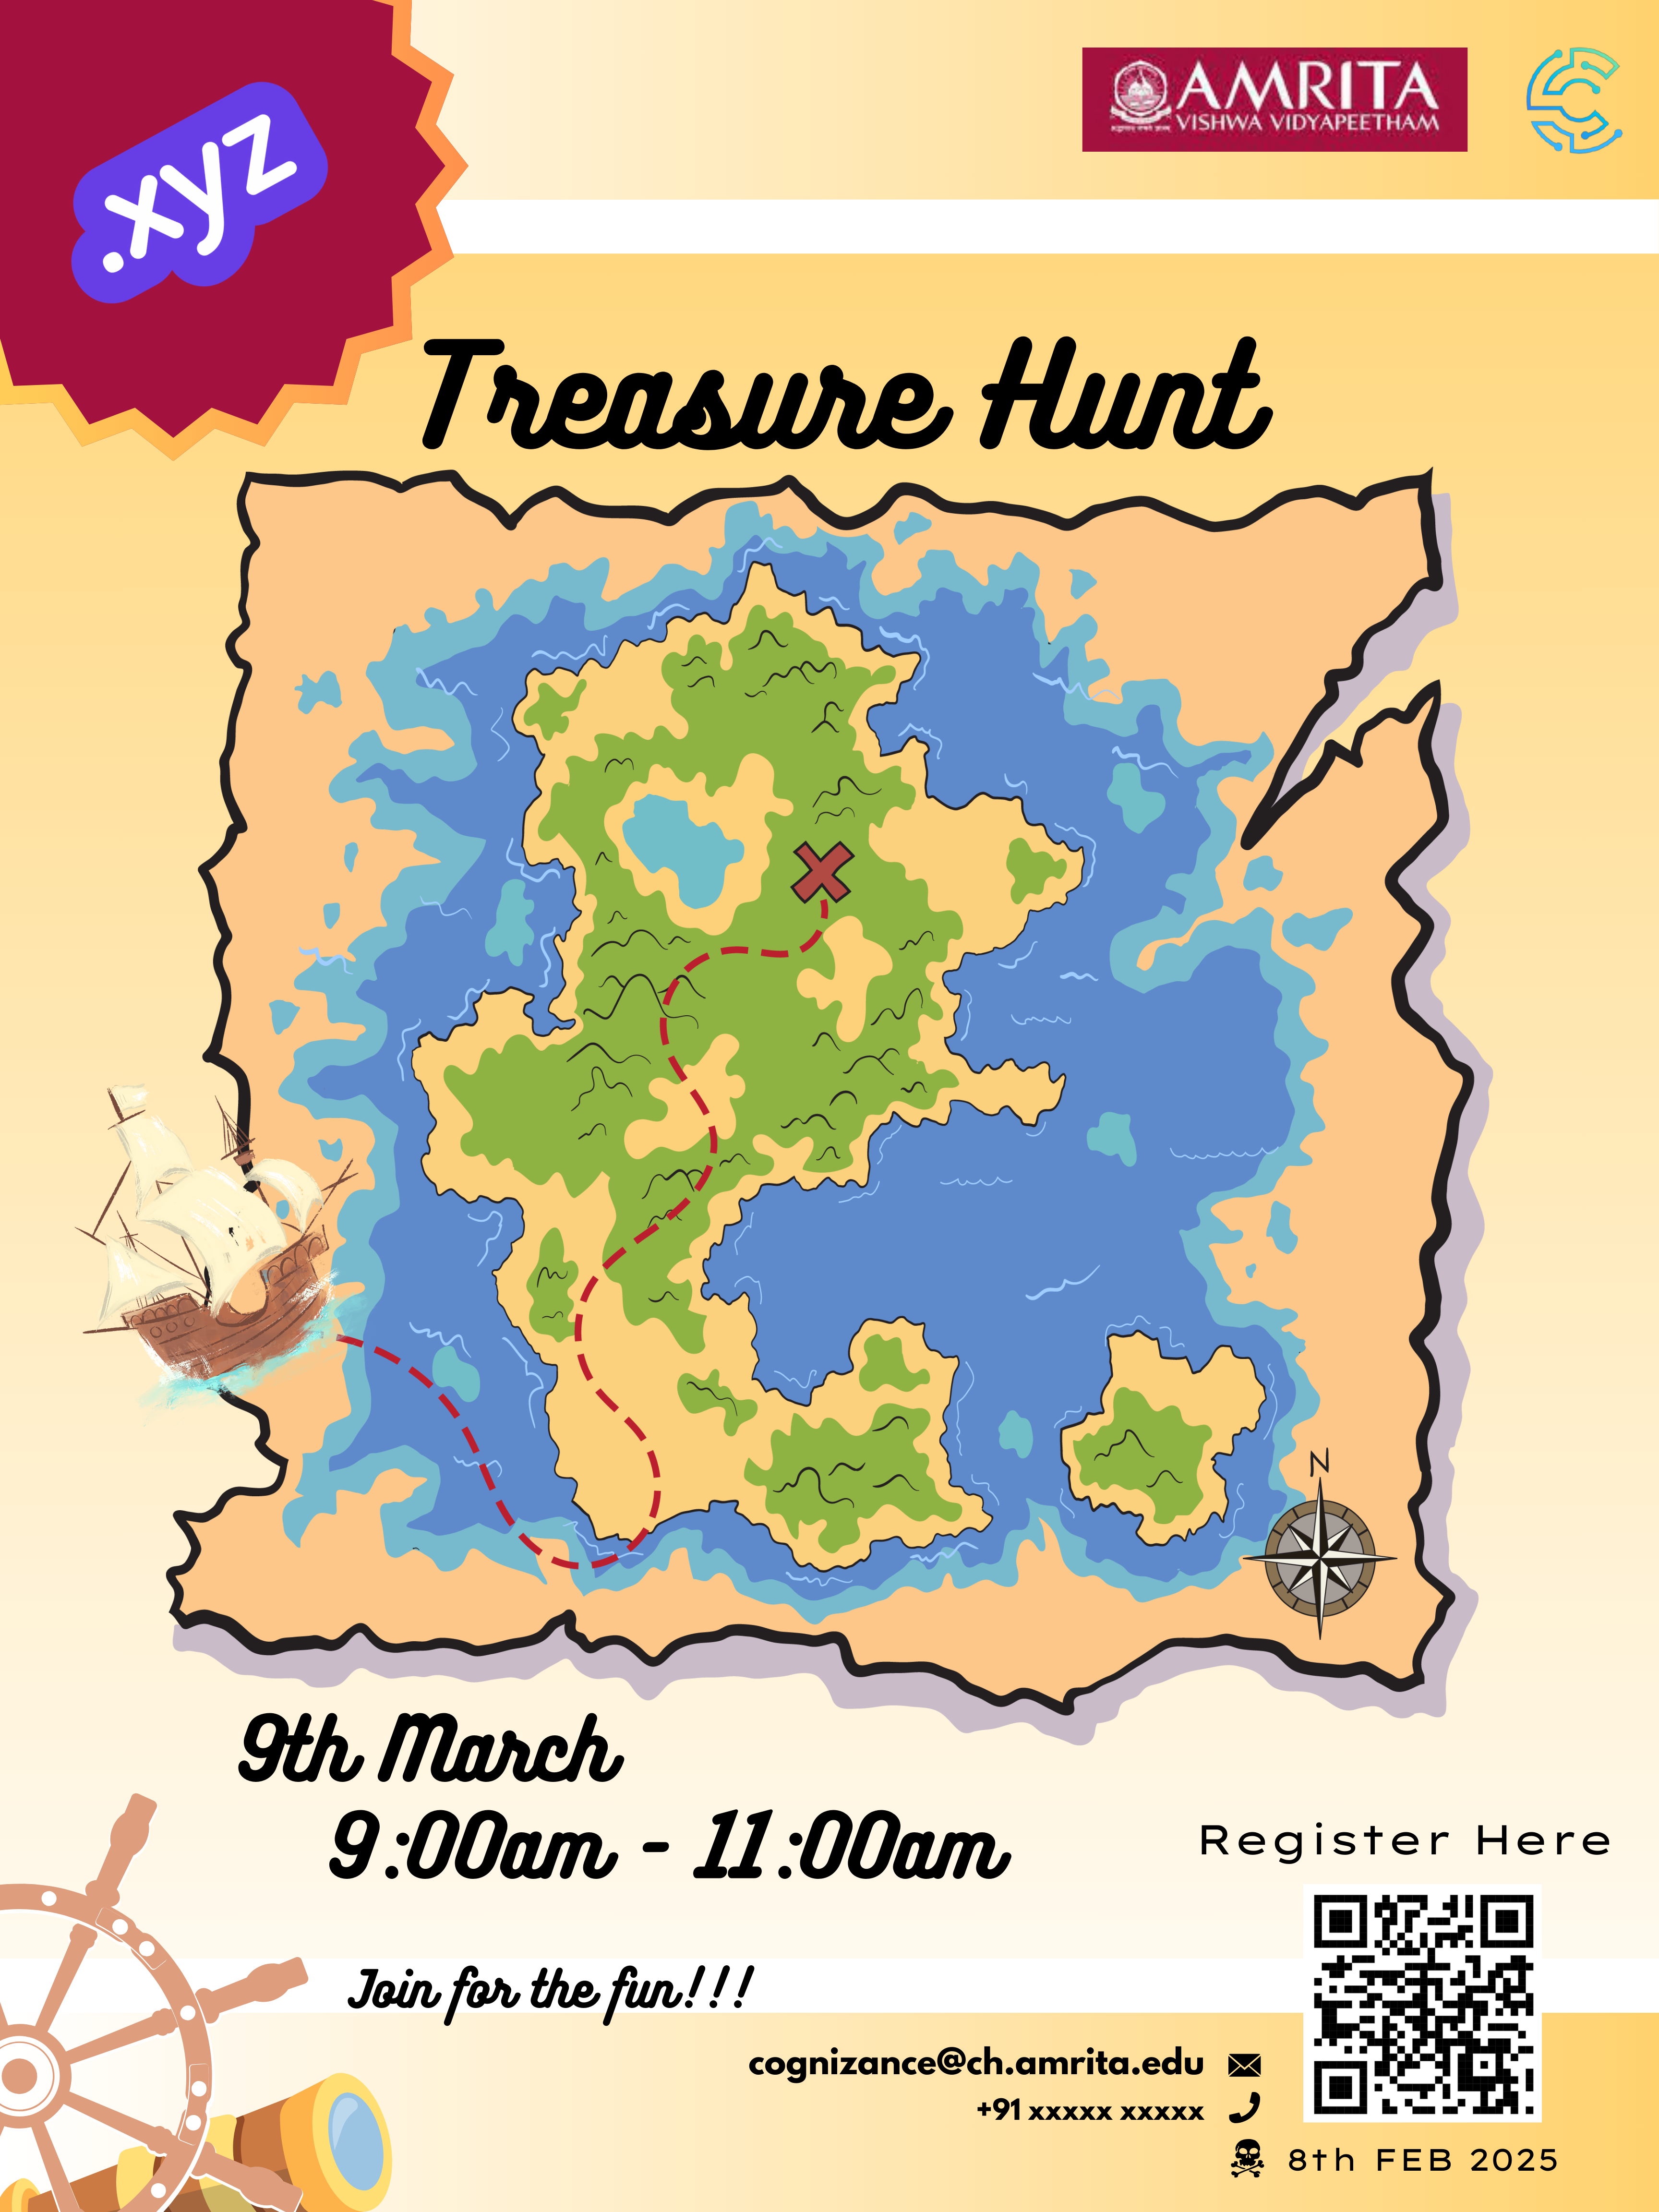 .xyz
AMRITA
VISHWA VIDYAPEETHAM
Treasure Hunt
N
9th March
9:00am - 11:00am
Register Here
Join for the fun!!!
cognizance@ch.amrita.edu
+91 xxxxx xxxxx
8th FEB 2025